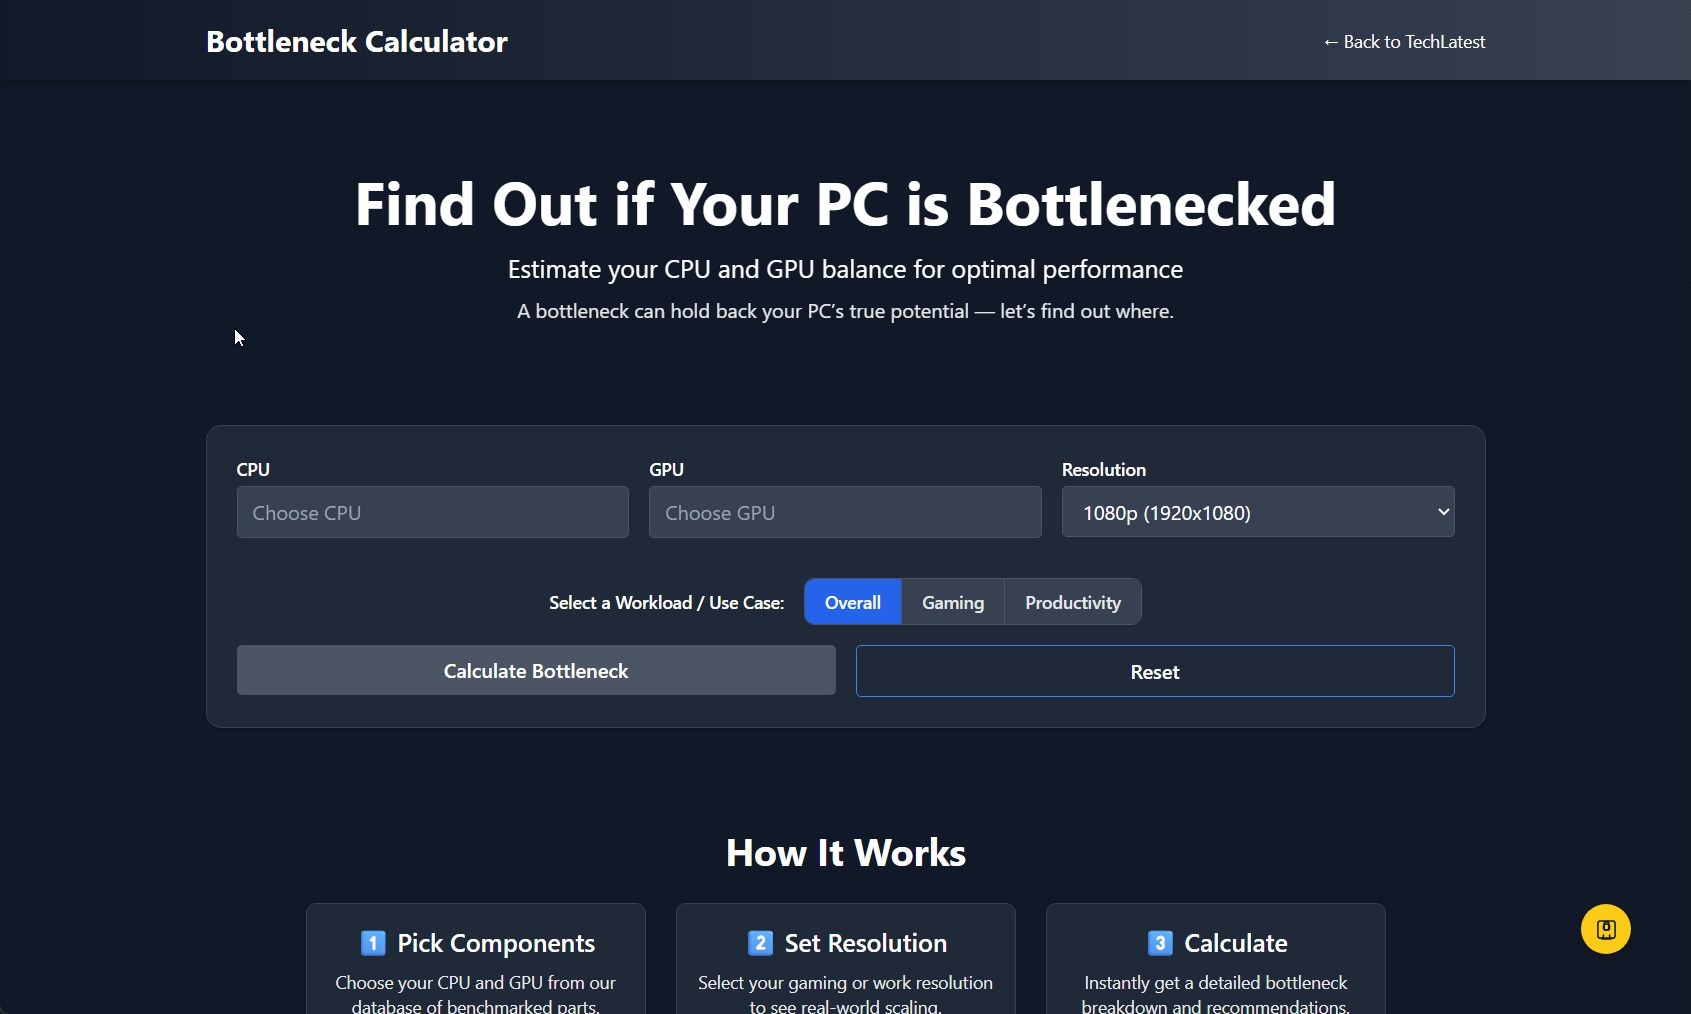 Bottleneck Calculator
← Back to TechLatest
Find Out if Your PC is Bottlenecked
Estimate your CPU and GPU balance for optimal performance
A bottleneck can hold back your PC’s true potential — let’s find out where.
CPU
GPU
Resolution
Choose CPU
Choose GPU
1080p (1920x1080)
Select a Workload / Use Case:
Overall
Gaming
Productivity
Calculate Bottleneck
Reset
How It Works
1 Pick Components
Choose your CPU and GPU from our
database of benchmarked parts.
2 Set Resolution
Select your gaming or work resolution
to see real-world scaling.
3 Calculate
Instantly get a detailed bottleneck
breakdown and recommendations.